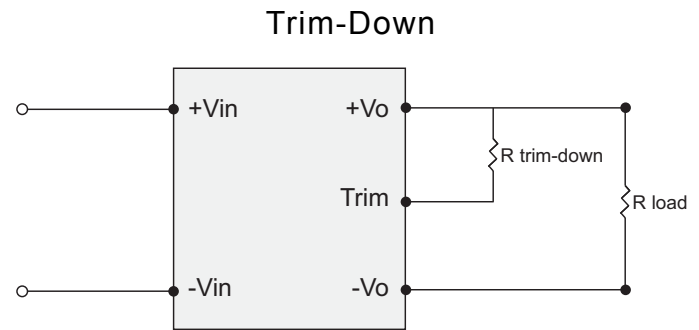 Trim-Down
+Vin
+Vo
R trim-down
Trim
R load
-Vin
-Vo